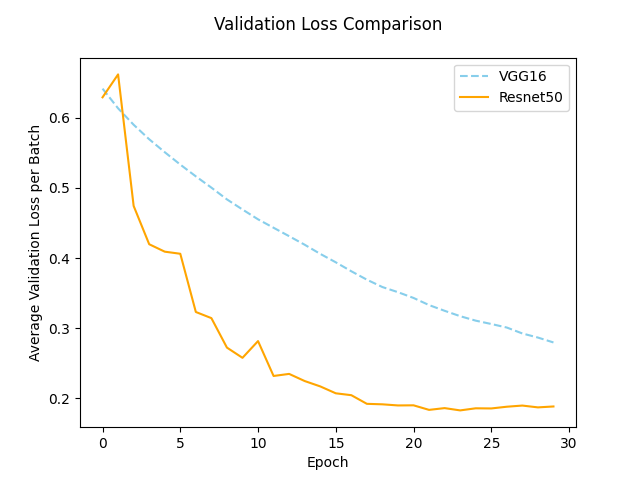 Validation Loss Comparison
VGG16
Resnet50
Average Validation Loss per Batch
0.6
0.5
0.4
0.3
0.2
0 5 10 15 20 25 30
Epoch